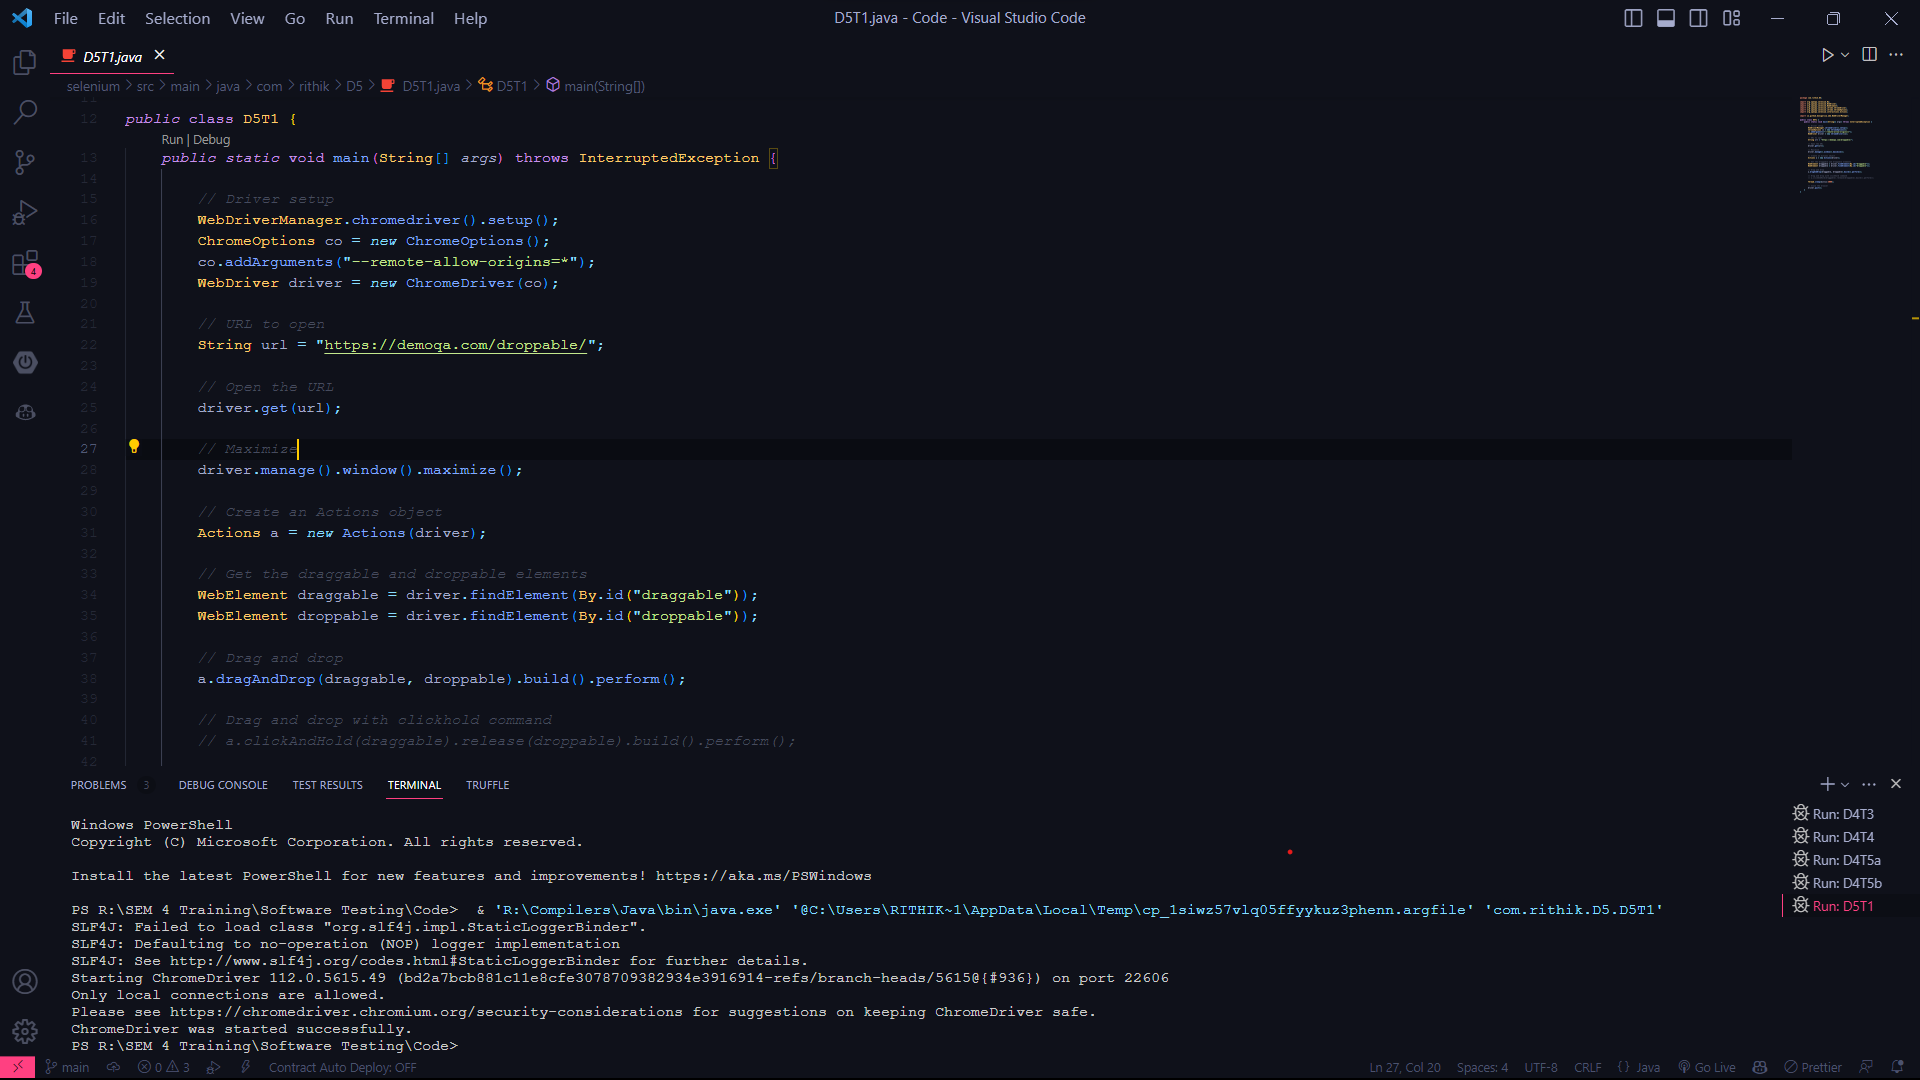 File Edit Selection View Go Run Terminal Help
D5T1.java - Code - Visual Studio Code
D5T1.java
selenium > src > main > java > com > rithik > D5 > D5T1.java > D5T1 > main(String[])
11
12 public class D5T1 {
Run | Debug
13 public static void main(String[] args) throws InterruptedException {
14
15 // Driver setup
16 WebDriverManager.chromedriver().setup();
17 ChromeOptions co = new ChromeOptions();
18 co.addArguments("--remote-allow-origins=*");
19 WebDriver driver = new ChromeDriver(co);
20
21 // URL to open
22 String url = "https://demoqa.com/droppable/";
23
24 // Open the URL
25 driver.get(url);
26
27 // Maximize
28 driver.manage().window().maximize();
29
30 // Create an Actions object
31 Actions a = new Actions(driver);
32
33 // Get the draggable and droppable elements
34 WebElement draggable = driver.findElement(By.id("draggable"));
35 WebElement droppable = driver.findElement(By.id("droppable"));
36
37 // Drag and drop
38 a.dragAndDrop(draggable, droppable).build().perform();
39
40 // Drag and drop with clickhold command
41 // a.clickAndHold(draggable).release(droppable).build().perform();
42
4
PROBLEMS 3 DEBUG CONSOLE TEST RESULTS TERMINAL TRUFFLE
Windows PowerShell
Copyright (C) Microsoft Corporation. All rights reserved.
Install the latest PowerShell for new features and improvements! https://aka.ms/PSWindows
PS R:\SEM 4 Training\Software Testing\Code>  & 'R:\Compilers\Java\bin\java.exe' '@C:\Users\RITHIK~1\AppData\Local\Temp\cp_1siwz57vlq05ffyykuz3phenn.argfile' 'com.rithik.D5.D5T1'
SLF4J: Failed to load class "org.slf4j.impl.StaticLoggerBinder".
SLF4J: Defaulting to no-operation (NOP) logger implementation
SLF4J: See http://www.slf4j.org/codes.html#StaticLoggerBinder for further details.
Starting ChromeDriver 112.0.5615.49 (bd2a7bcb881c11e8cfe3078709382934e3916914-refs/branch-heads/5615@{#936}) on port 22606
Only local connections are allowed.
Please see https://chromedriver.chromium.org/security-considerations for suggestions on keeping ChromeDriver safe.
ChromeDriver was started successfully.
PS R:\SEM 4 Training\Software Testing\Code>
Run: D4T3
Run: D4T4
Run: D4T5a
Run: D4T5b
Run: D5T1
main 0 3 Contract Auto Deploy: OFF Ln 27, Col 20 Spaces: 4 UTF-8 CRLF {} Java Go Live Prettier